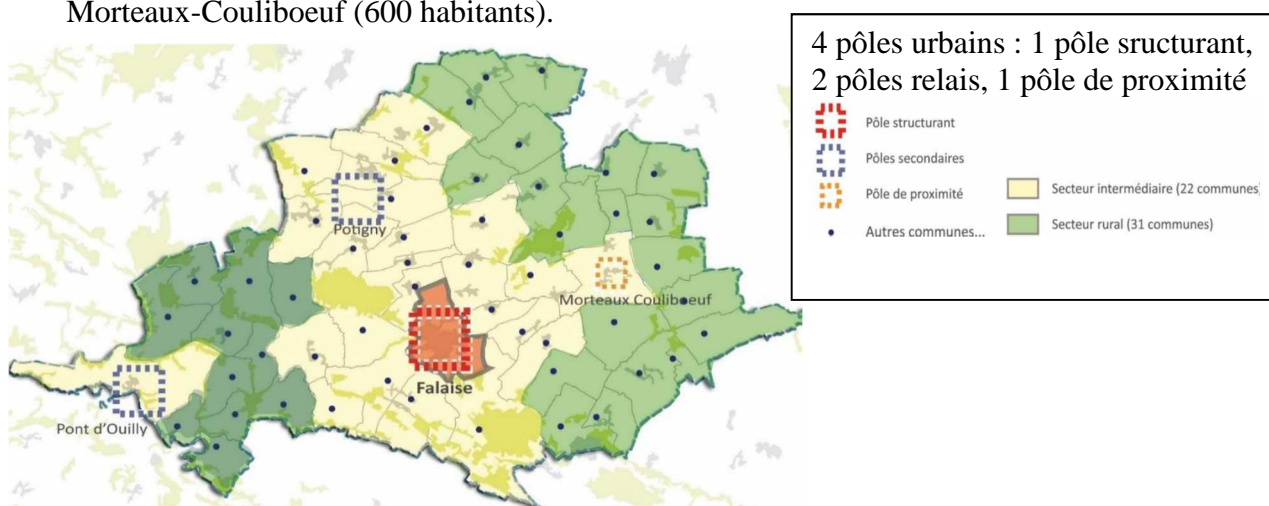 Morteaux-Couliboeuf (600 habitants).
4 pôles urbains : 1 pôle sructurant,
2 pôles relais, 1 pôle de proximité
Pôle structurant
Pôles secondaires
Pôle de proximité
Autres communes...
Secteur intermédiaire (22 communes
Secteur rural (31 communes)
Potigny
Morteaux Couliboeuf
Falaise
Pont d'Ouilly